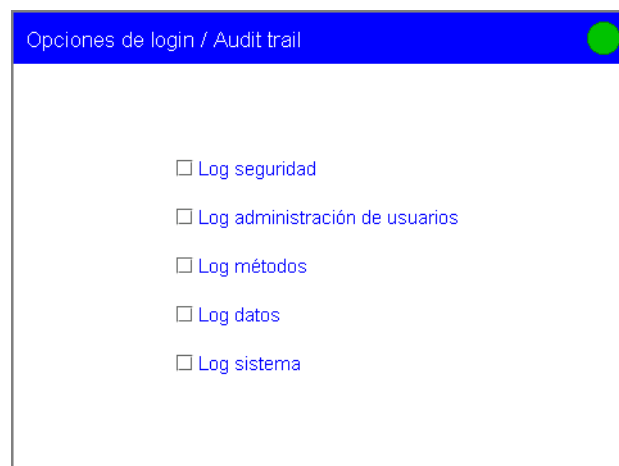 Opciones de login / Audit trail
Log seguridad
Log administración de usuarios
Log métodos
Log datos
Log sistema